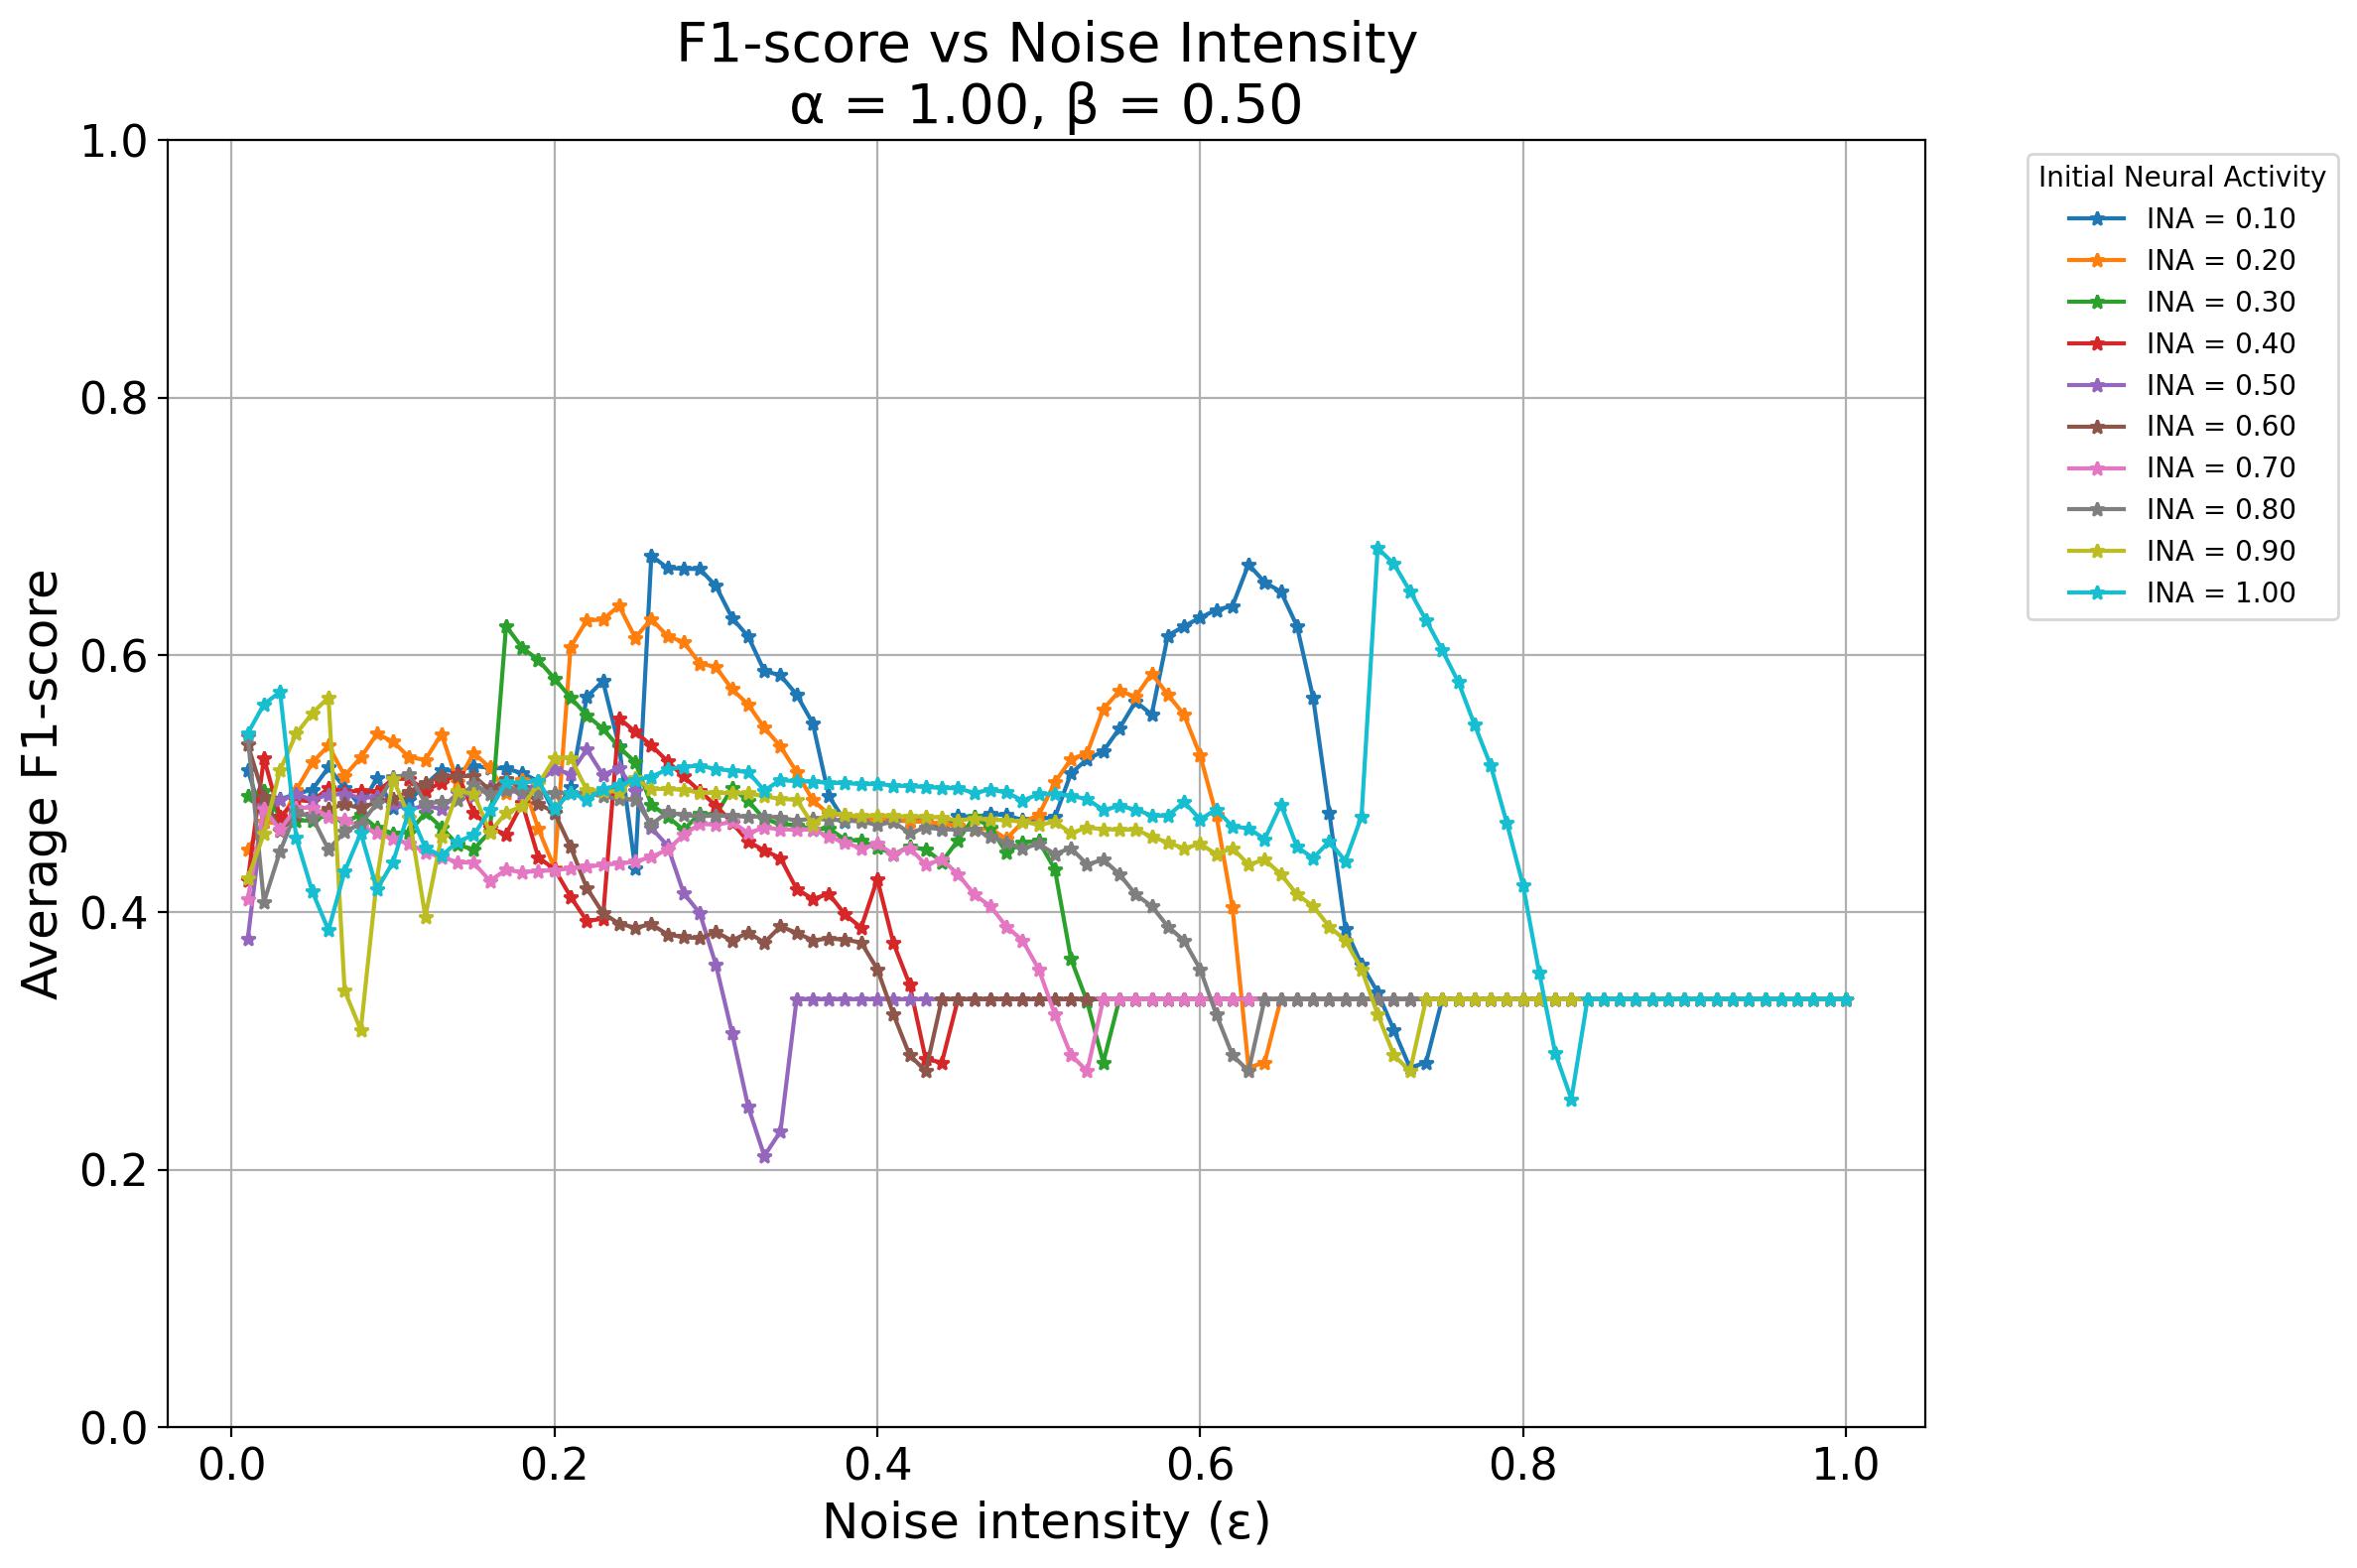 F1-score vs Noise Intensity
α = 1.00, β = 0.50
Average F1-score
1.0
0.8
0.6
0.4
0.2
0.0
0.0 0.2 0.4 0.6 0.8 1.0
Noise intensity (ε)
Initial Neural Activity
INA = 0.10
INA = 0.20
INA = 0.30
INA = 0.40
INA = 0.50
INA = 0.60
INA = 0.70
INA = 0.80
INA = 0.90
INA = 1.00